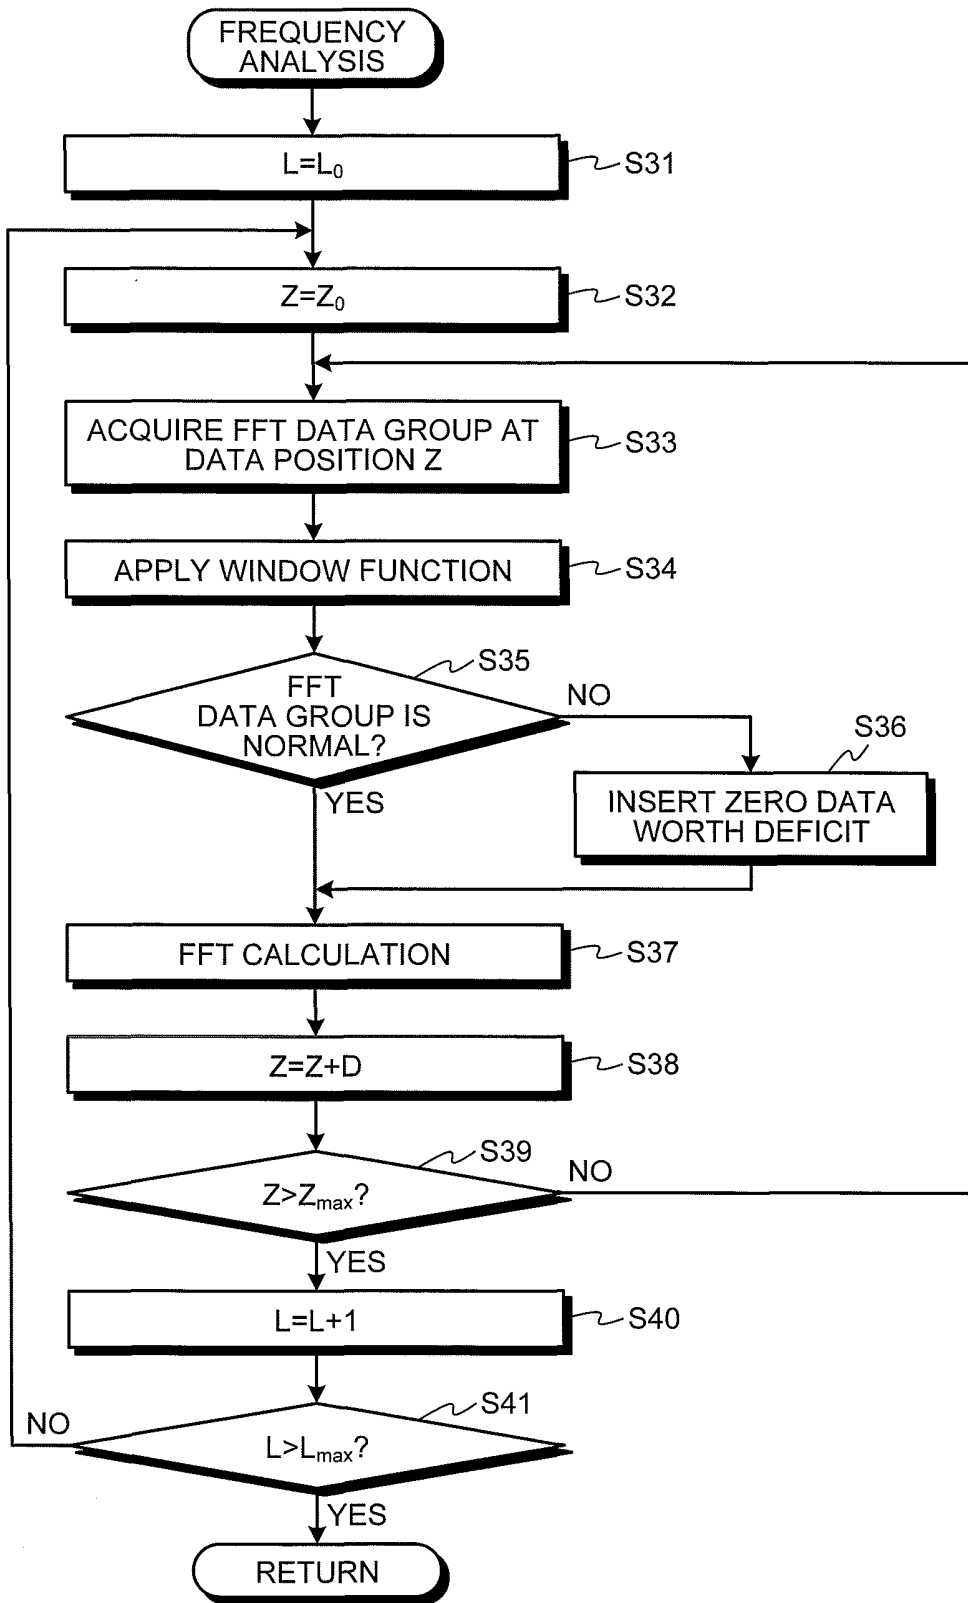 FREQUENCY
ANALYSIS
L=L₀
S31
Z=Z₀
S32
ACQUIRE FFT DATA GROUP AT
DATA POSITION Z
S33
APPLY WINDOW FUNCTION
S34
S35
FFT
DATA GROUP IS
NORMAL?
NO
YES
S36
INSERT ZERO DATA
WORTH DEFICIT
FFT CALCULATION
S37
Z=Z+D
S38
S39
Z>Zmax?
NO
YES
L=L+1
S40
S41
L>Lmax?
NO
YES
RETURN